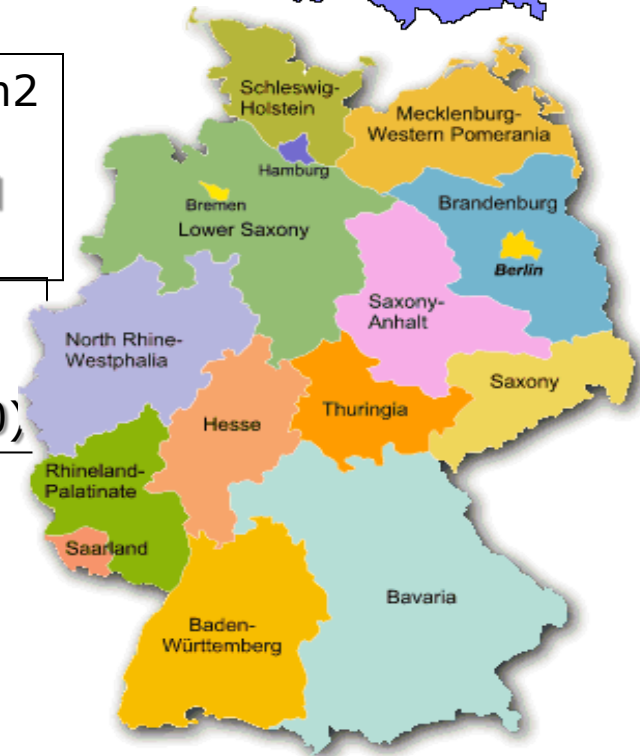 m2
Schleswig-
Holstein
Mecklenburg-
Western Pomerania
Hamburg
Bremen
Lower Saxony
Brandenburg
Berlin
Saxony-
Anhalt
North Rhine-
Westphalia
Saxony
Thuringia
Hesse
Rhineland-
Palatinate
Saarland
Bavaria
Baden-
Württemberg